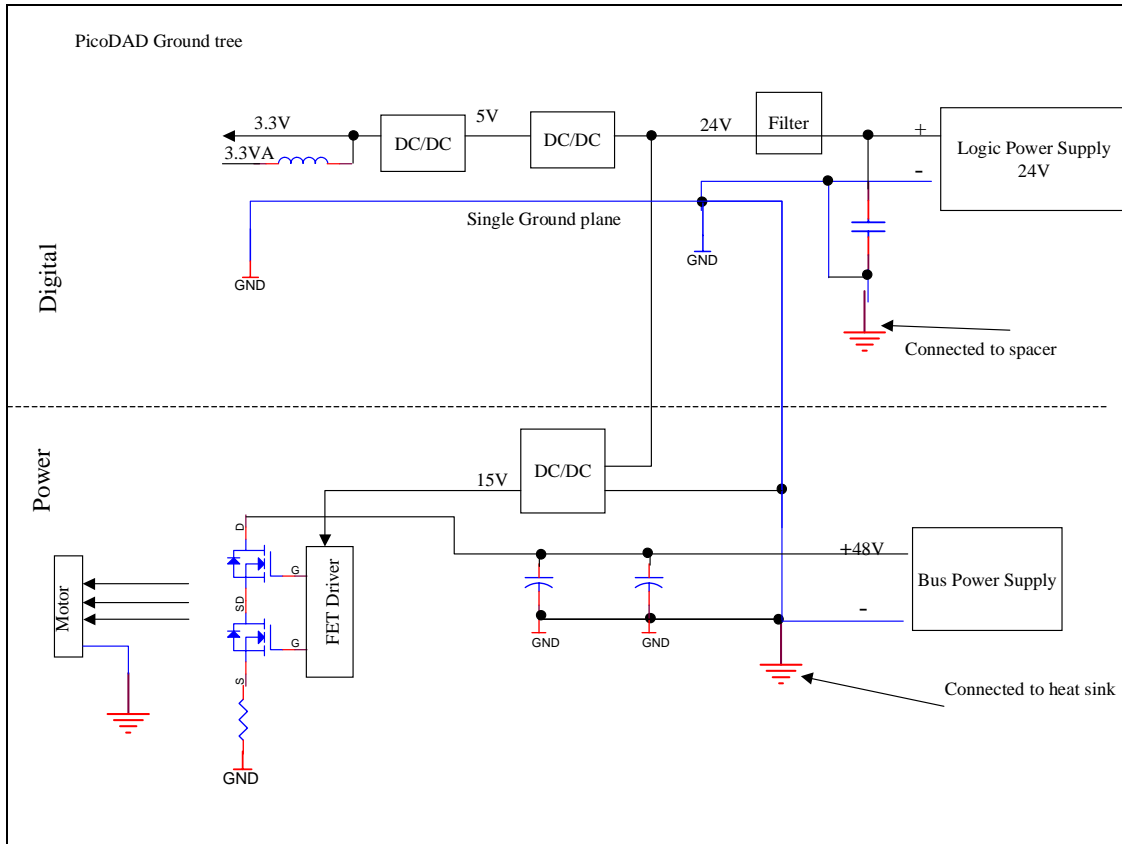 PicoDAD Ground tree
3.3V
3.3VA
DC/DC
5V
DC/DC
24V
Filter
+
-
Logic Power Supply
24V
Single Ground plane
GND
GND
Connected to spacer
Digital
Power
15V
DC/DC
D
G
SD
G
S
FET Driver
Motor
GND
GND
GND
+48V
-
Bus Power Supply
Connected to heat sink